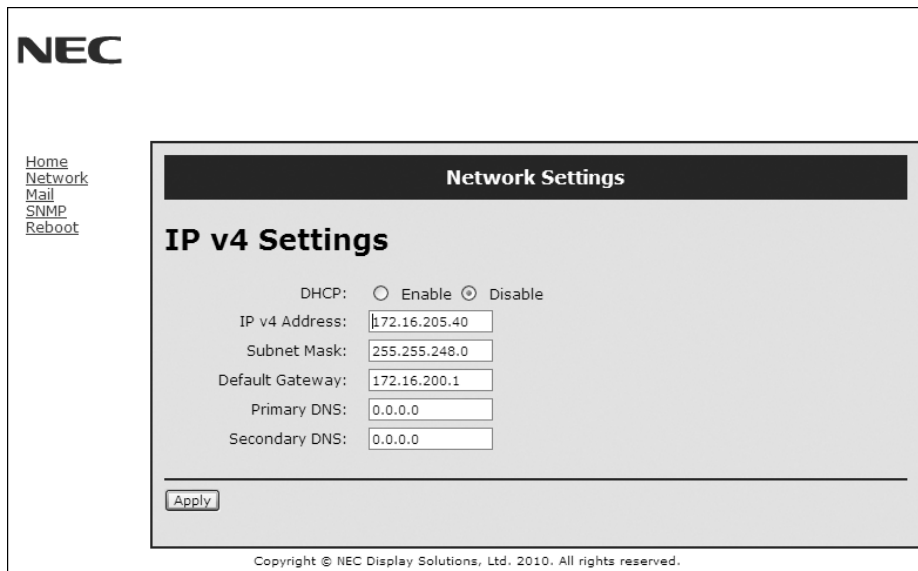 NEC
Home
Network
Mail
SNMP
Reboot
Network Settings
IP v4 Settings
DHCP: Enable Disable
IP v4 Address: 172.16.205.40
Subnet Mask: 255.255.248.0
Default Gateway: 172.16.200.1
Primary DNS: 0.0.0.0
Secondary DNS: 0.0.0.0
Apply
Copyright © NEC Display Solutions, Ltd. 2010. All rights reserved.